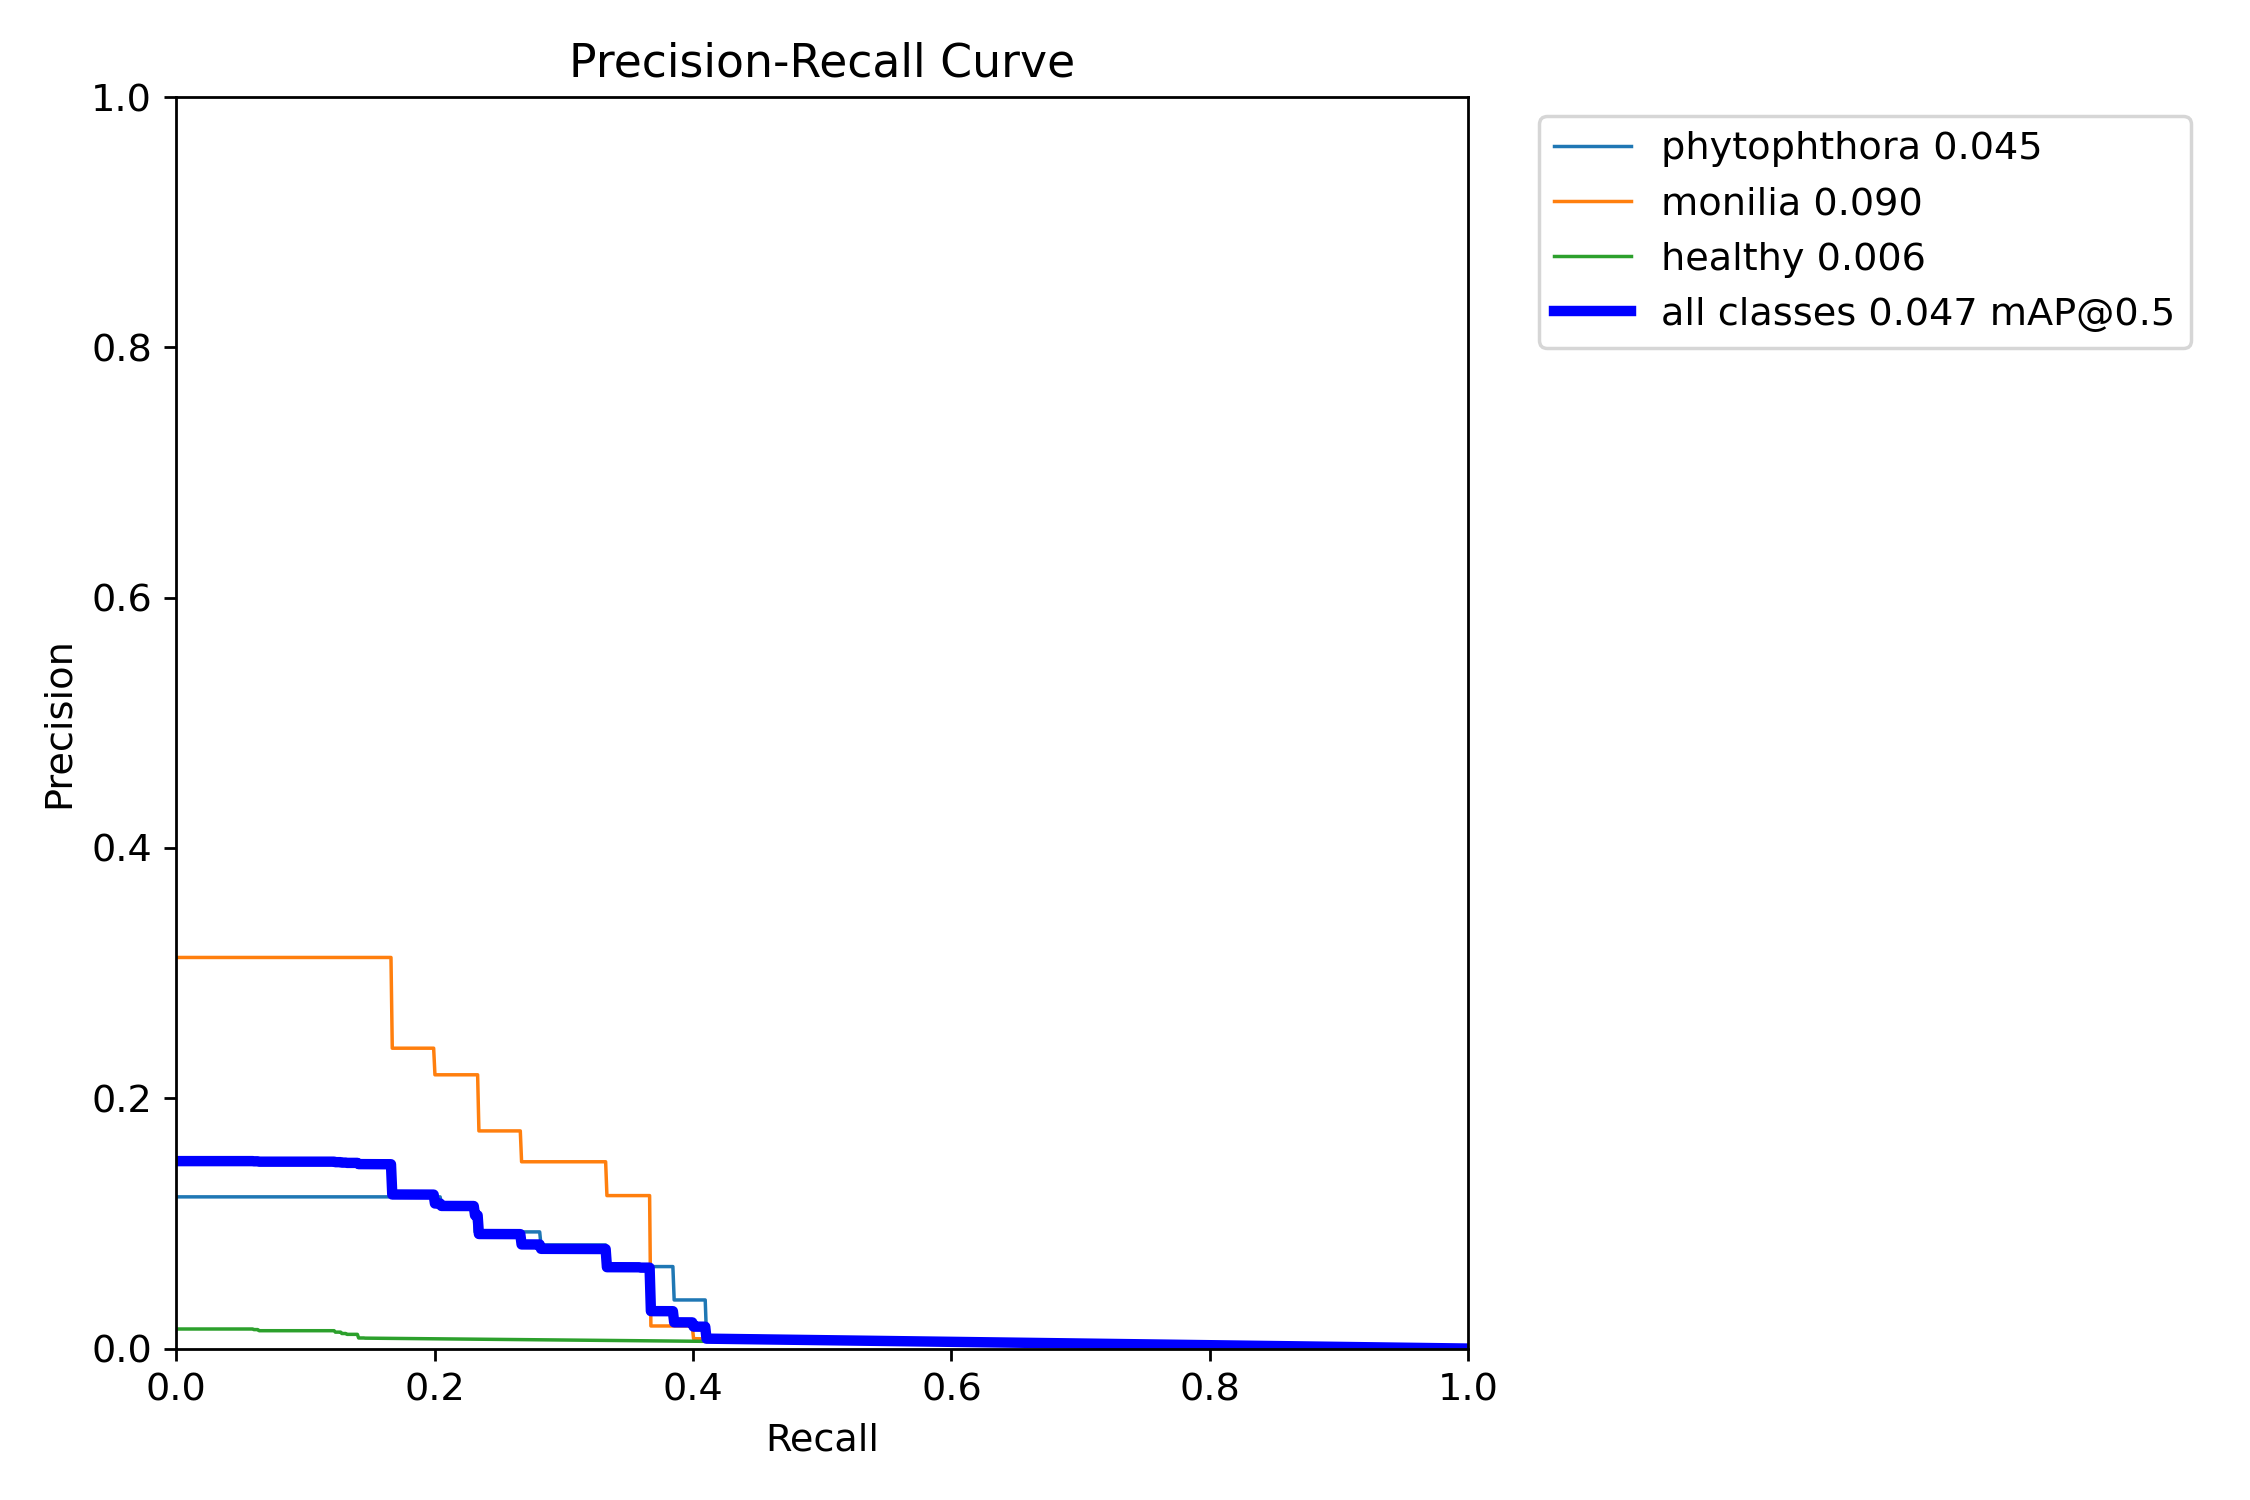 Precision-Recall Curve
1.0
0.8
0.6
0.4
0.2
0.0
Precision
0.0 0.2 0.4 0.6 0.8 1.0
Recall
phytophthora 0.045
monilia 0.090
healthy 0.006
all classes 0.047 mAP@0.5